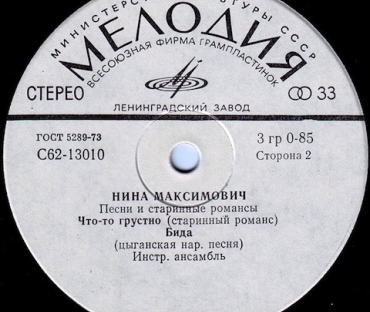 МИНИСТЕРСТВО КУЛЬТУРЫ СССР
МЕЛОДИЯ
ВСЕСОЮЗНАЯ ФИРМА ГРАМПЛАСТИНОК
СТЕРЕО
33
ЛЕНИНГРАДСКИЙ ЗАВОД
ГОСТ 5289-73
3 гр 0-85
С62-13010
Сторона 2
НИНА МАКСИМОВИЧ
Песни и старинные романсы
Что-то грустно (старинный романс)
Бида
(цыганская нар. песня)
Инстр. ансамбль